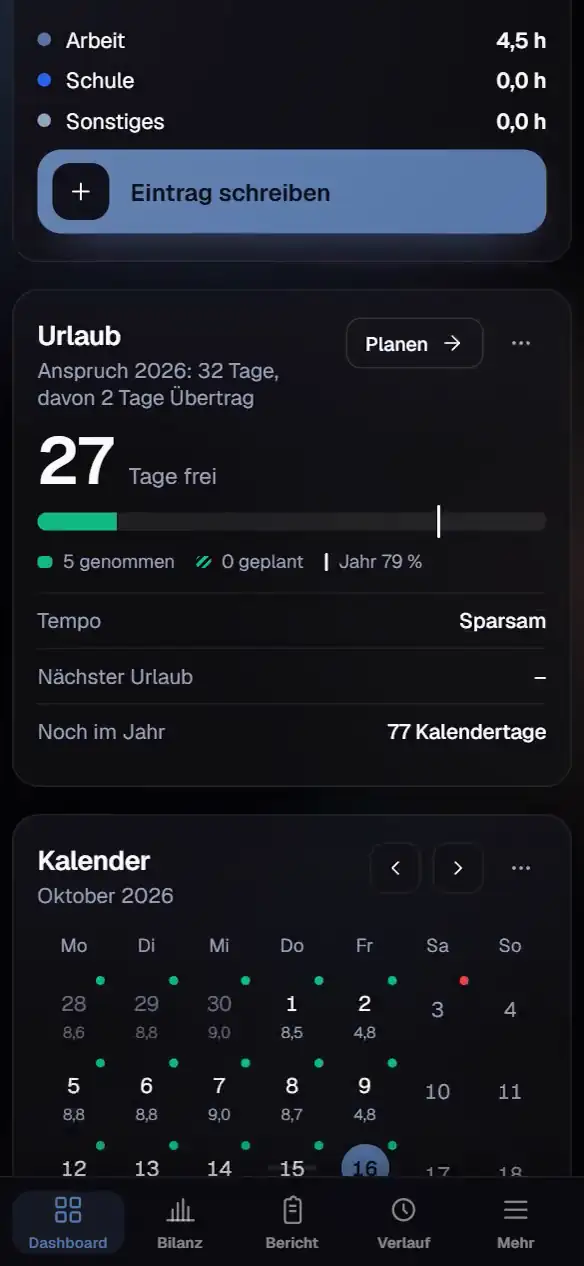 Arbeit 4,5 h
Schule 0,0 h
Sonstiges 0,0 h
Eintrag schreiben
Urlaub
Planen
Anspruch 2026: 32 Tage,
davon 2 Tage Übertrag
27 Tage frei
5 genommen 0 geplant Jahr 79 %
Tempo Sparsam
Nächster Urlaub –
Noch im Jahr 77 Kalendertage
Kalender
Oktober 2026
Mo Di Mi Do Fr Sa So
28 29 30 1 2 3 4
8,6 8,8 9,0 8,5 4,8
5 6 7 8 9 10 11
8,8 8,8 9,0 8,7 4,8
12 13 14 15 16 17 18
Dashboard Bilanz Bericht Verlauf Mehr